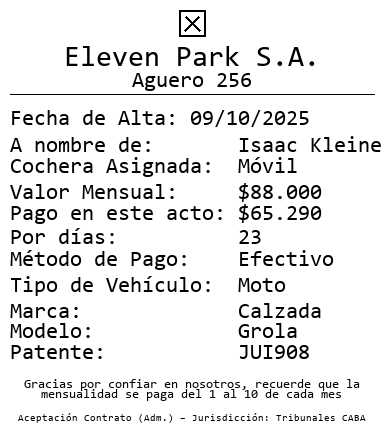 Eleven Park S.A.
Aguero 256
Fecha de Alta: 09/10/2025
A nombre de: Isaac Kleine
Cochera Asignada: Móvil
Valor Mensual: $88.000
Pago en este acto: $65.290
Por días: 23
Método de Pago: Efectivo
Tipo de Vehículo: Moto
Marca: Calzada
Modelo: Grola
Patente: JUI908
Gracias por confiar en nosotros, recuerde que la
mensualidad se paga del 1 al 10 de cada mes
Aceptación Contrato (Adm.) – Jurisdicción: Tribunales CABA